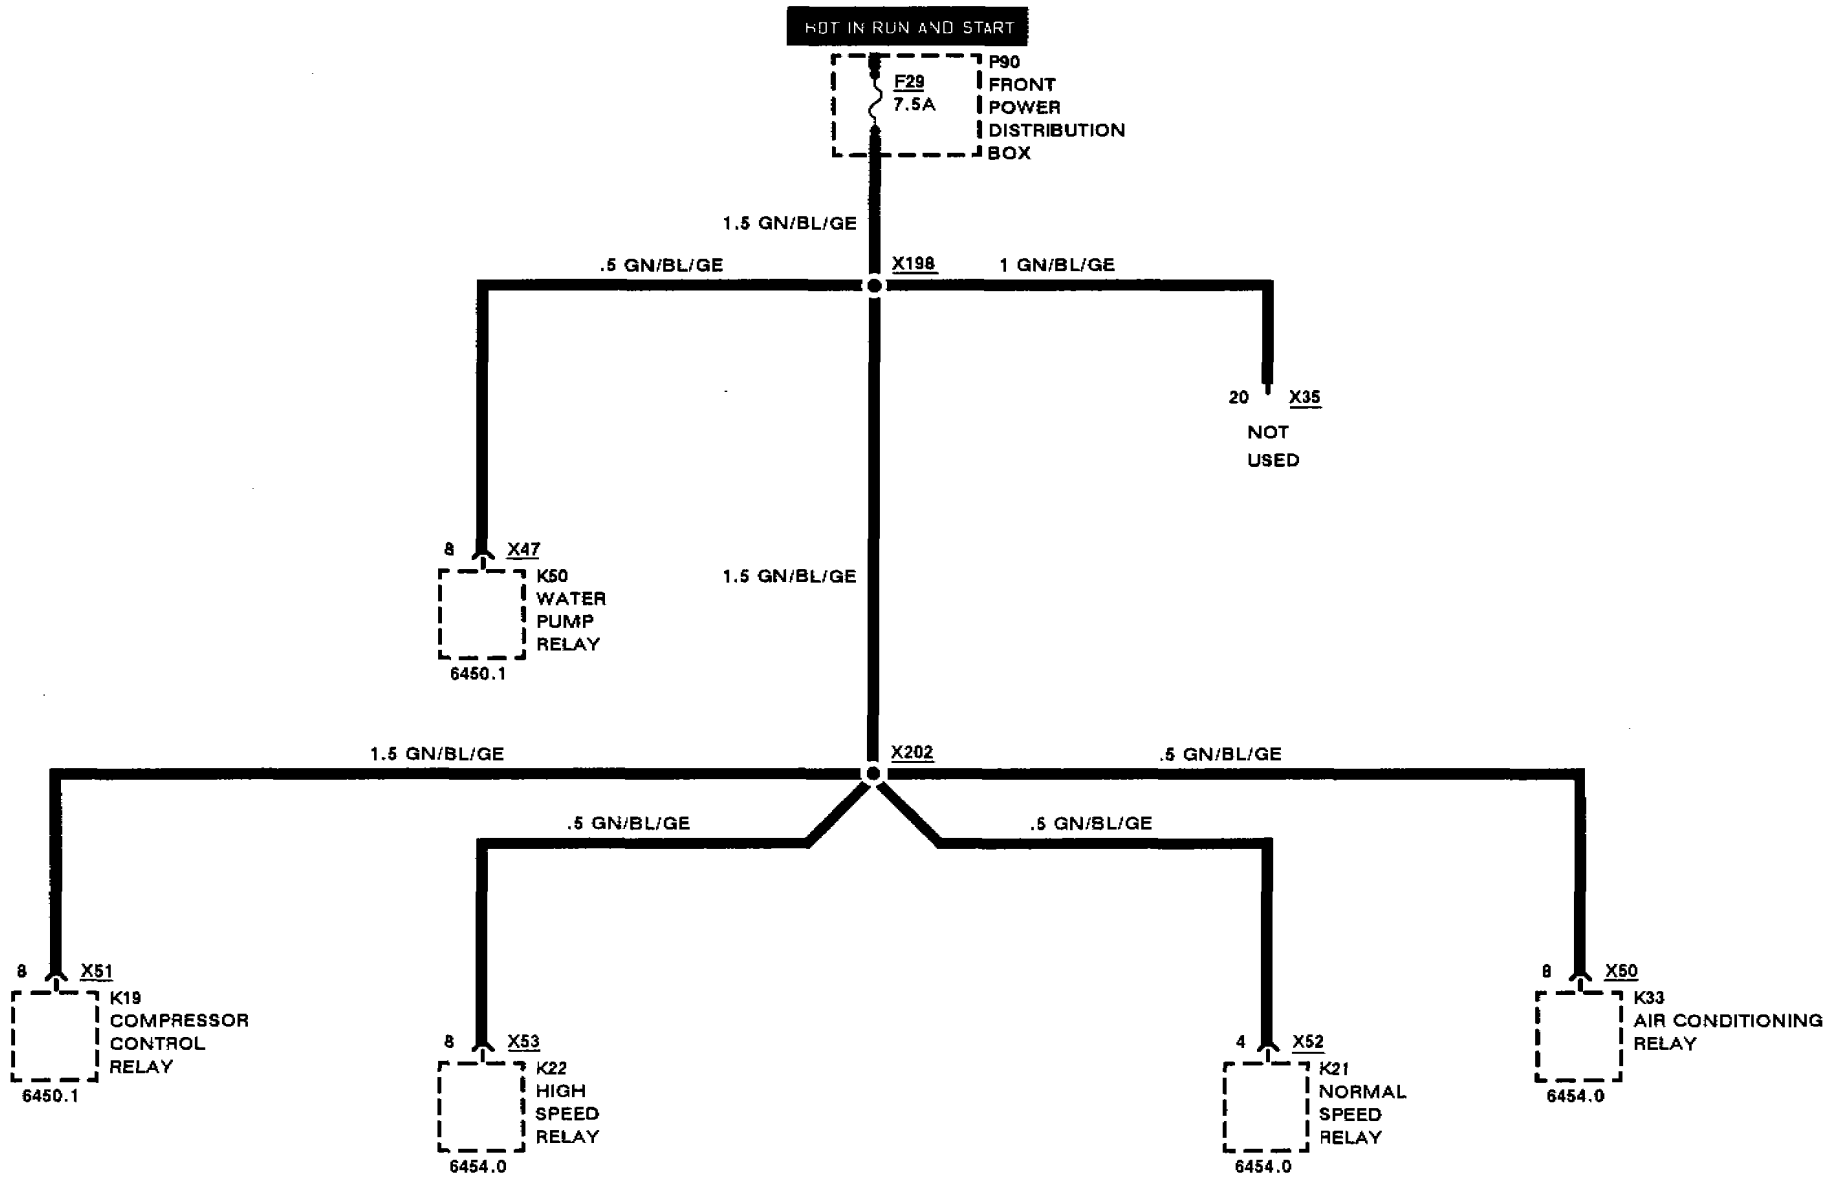 HOT IN RUN AND START
P90
FRONT
POWER
DISTRIBUTION
BOX
F29
7.5A
1.5 GN/BL/GE
.5 GN/BL/GE
X198
1 GN/BL/GE
20
X35
NOT
USED
8
X47
K50
WATER
PUMP
RELAY
6450.1
1.5 GN/BL/GE
1.5 GN/BL/GE
X202
.5 GN/BL/GE
.5 GN/BL/GE
.5 GN/BL/GE
8
X51
K19
COMPRESSOR
CONTROL
RELAY
6450.1
8
X53
K22
HIGH
SPEED
RELAY
6454.0
4
X52
K21
NORMAL
SPEED
RELAY
6454.0
8
X50
K33
AIR CONDITIONING
RELAY
6454.0